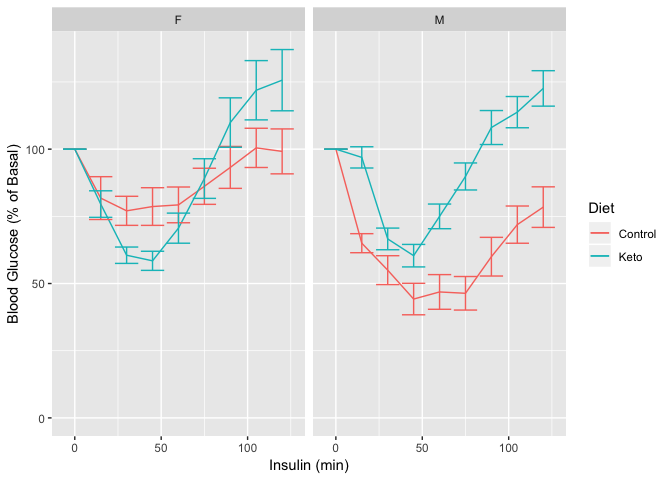 F
M
Blood Glucose (% of Basal)
100
50
0
0
50
100
0
50
100
Insulin (min)
Diet
Control
Keto